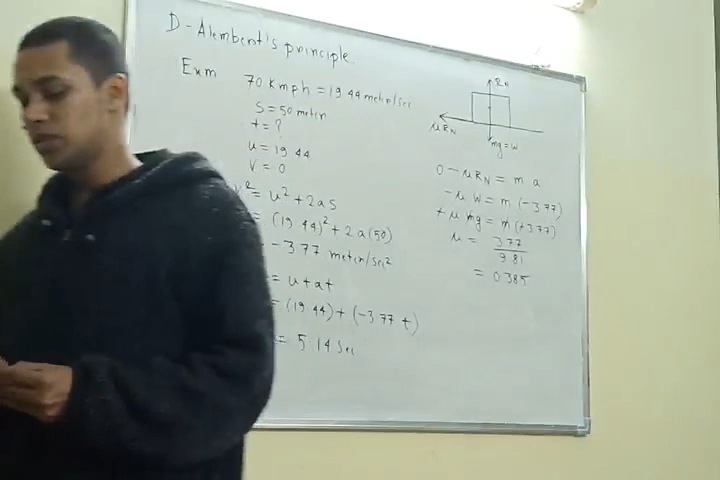 D-Alembert's principle.
Exm
70 Kmph = 19.44 meter/sec
S = 50 meter
t = ?
u = 19.44
V = 0
V² = u² + 2as
= (19.44)² + 2a(50)
-3.77 meter/sec²
= u + at
= (19.44) + (-3.77 t)
= 5.14 Sec
RN
μRN
mg = W
0 - μRN = m a
-μ W = m (-3.77)
+ μ mg = m (+3.77)
μ = 3.77
9.81
= 0.385